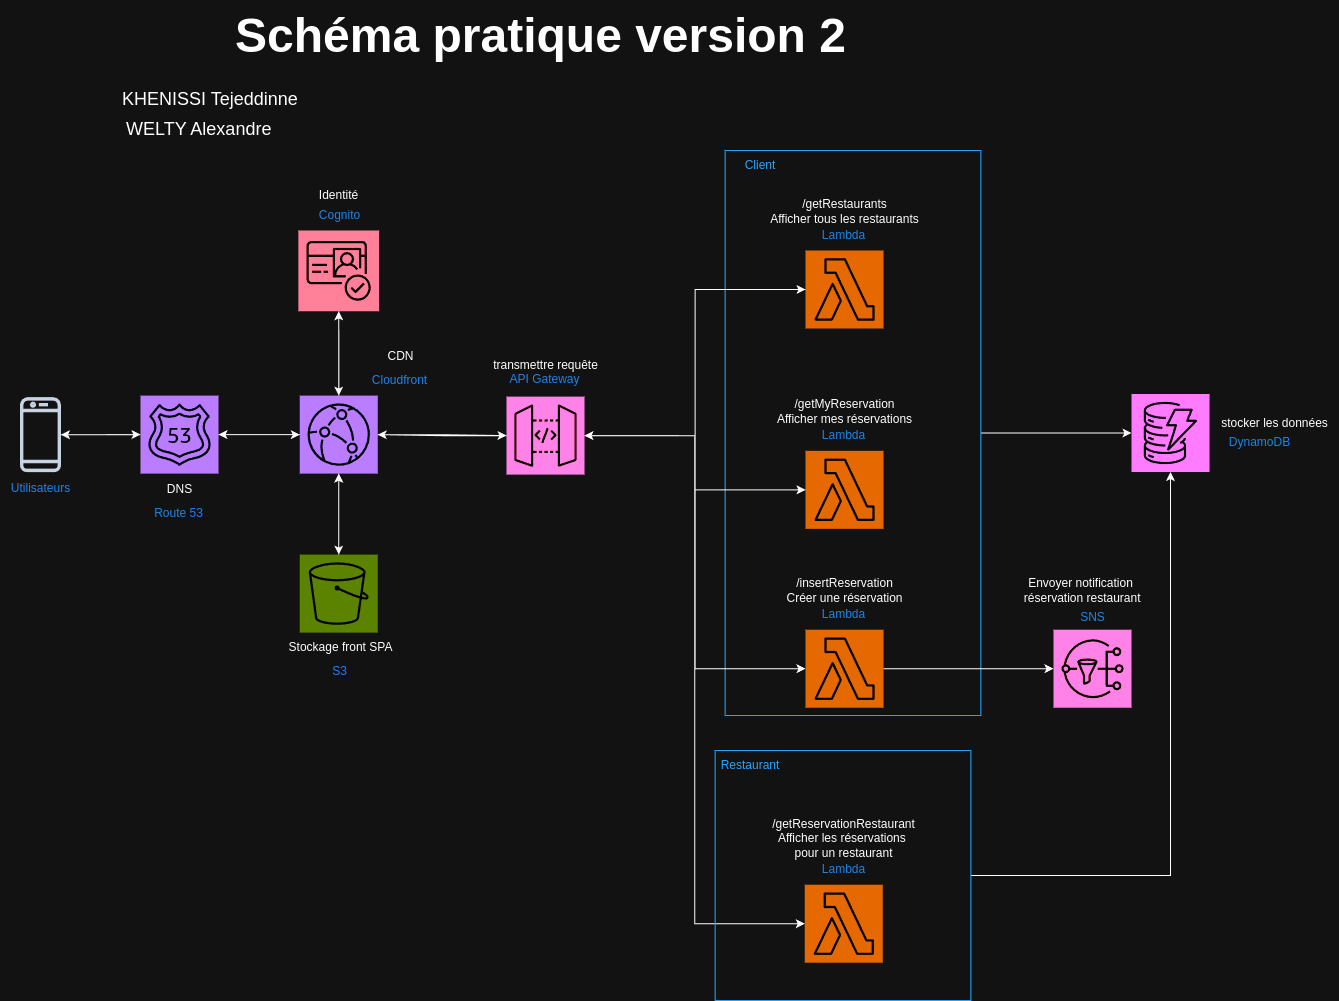 Schéma pratique version 2
KHENISSI Tejeddinne
WELTY Alexandre
Client
Identité
Cognito
/getRestaurants
Afficher tous les restaurants
Lambda
CDN
Cloudfront
transmettre requête
API Gateway
/getMyReservation
Afficher mes réservations
Lambda
stocker les données
DynamoDB
53
Utilisateurs
DNS
Route 53
/insertReservation
Créer une réservation
Lambda
Envoyer notification
réservation restaurant
SNS
Stockage front SPA
S3
Restaurant
/getReservationRestaurant
Afficher les réservations
pour un restaurant
Lambda